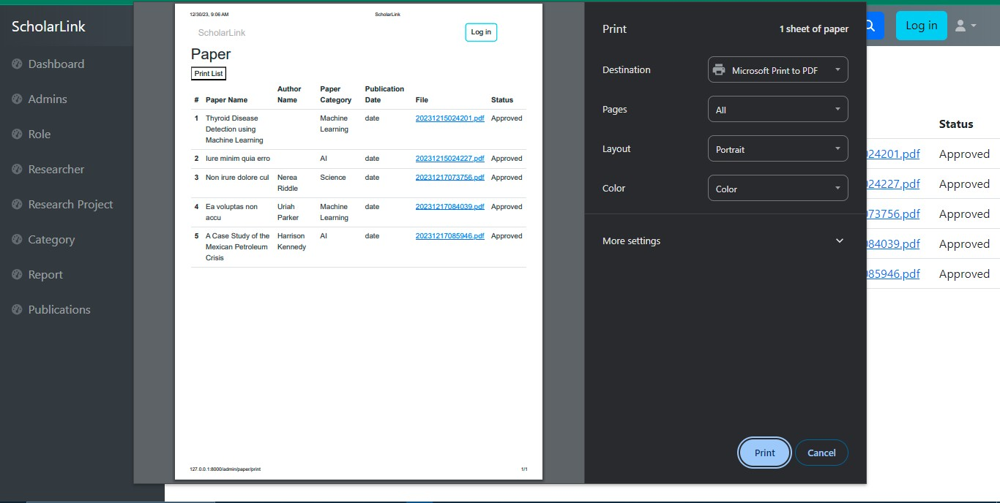 ScholarLink
Dashboard
Admins
Role
Researcher
Research Project
Category
Report
Publications
12/30/23, 9:06 AM ScholarLink
ScholarLink Log in
Paper
Print List
# Paper Name Author Name Paper Category Publication Date File Status
1 Thyroid Disease Detection using Machine Learning Machine Learning date 20231215024201.pdf Approved
2 Iure minim quia erro AI date 20231215024227.pdf Approved
3 Non irure dolore cul Nerea Riddle Science date 20231217073756.pdf Approved
4 Ea voluptas non accu Uriah Parker Machine Learning date 20231217084039.pdf Approved
5 A Case Study of the Mexican Petroleum Crisis Harrison Kennedy AI date 20231217085946.pdf Approved
127.0.0.1:8000/admin/paper/print 1/1
Print 1 sheet of paper
Destination Microsoft Print to PDF
Pages All
Layout Portrait
Color Color
More settings
Print Cancel
Log in
Status
24201.pdf Approved
24227.pdf Approved
73756.pdf Approved
84039.pdf Approved
85946.pdf Approved